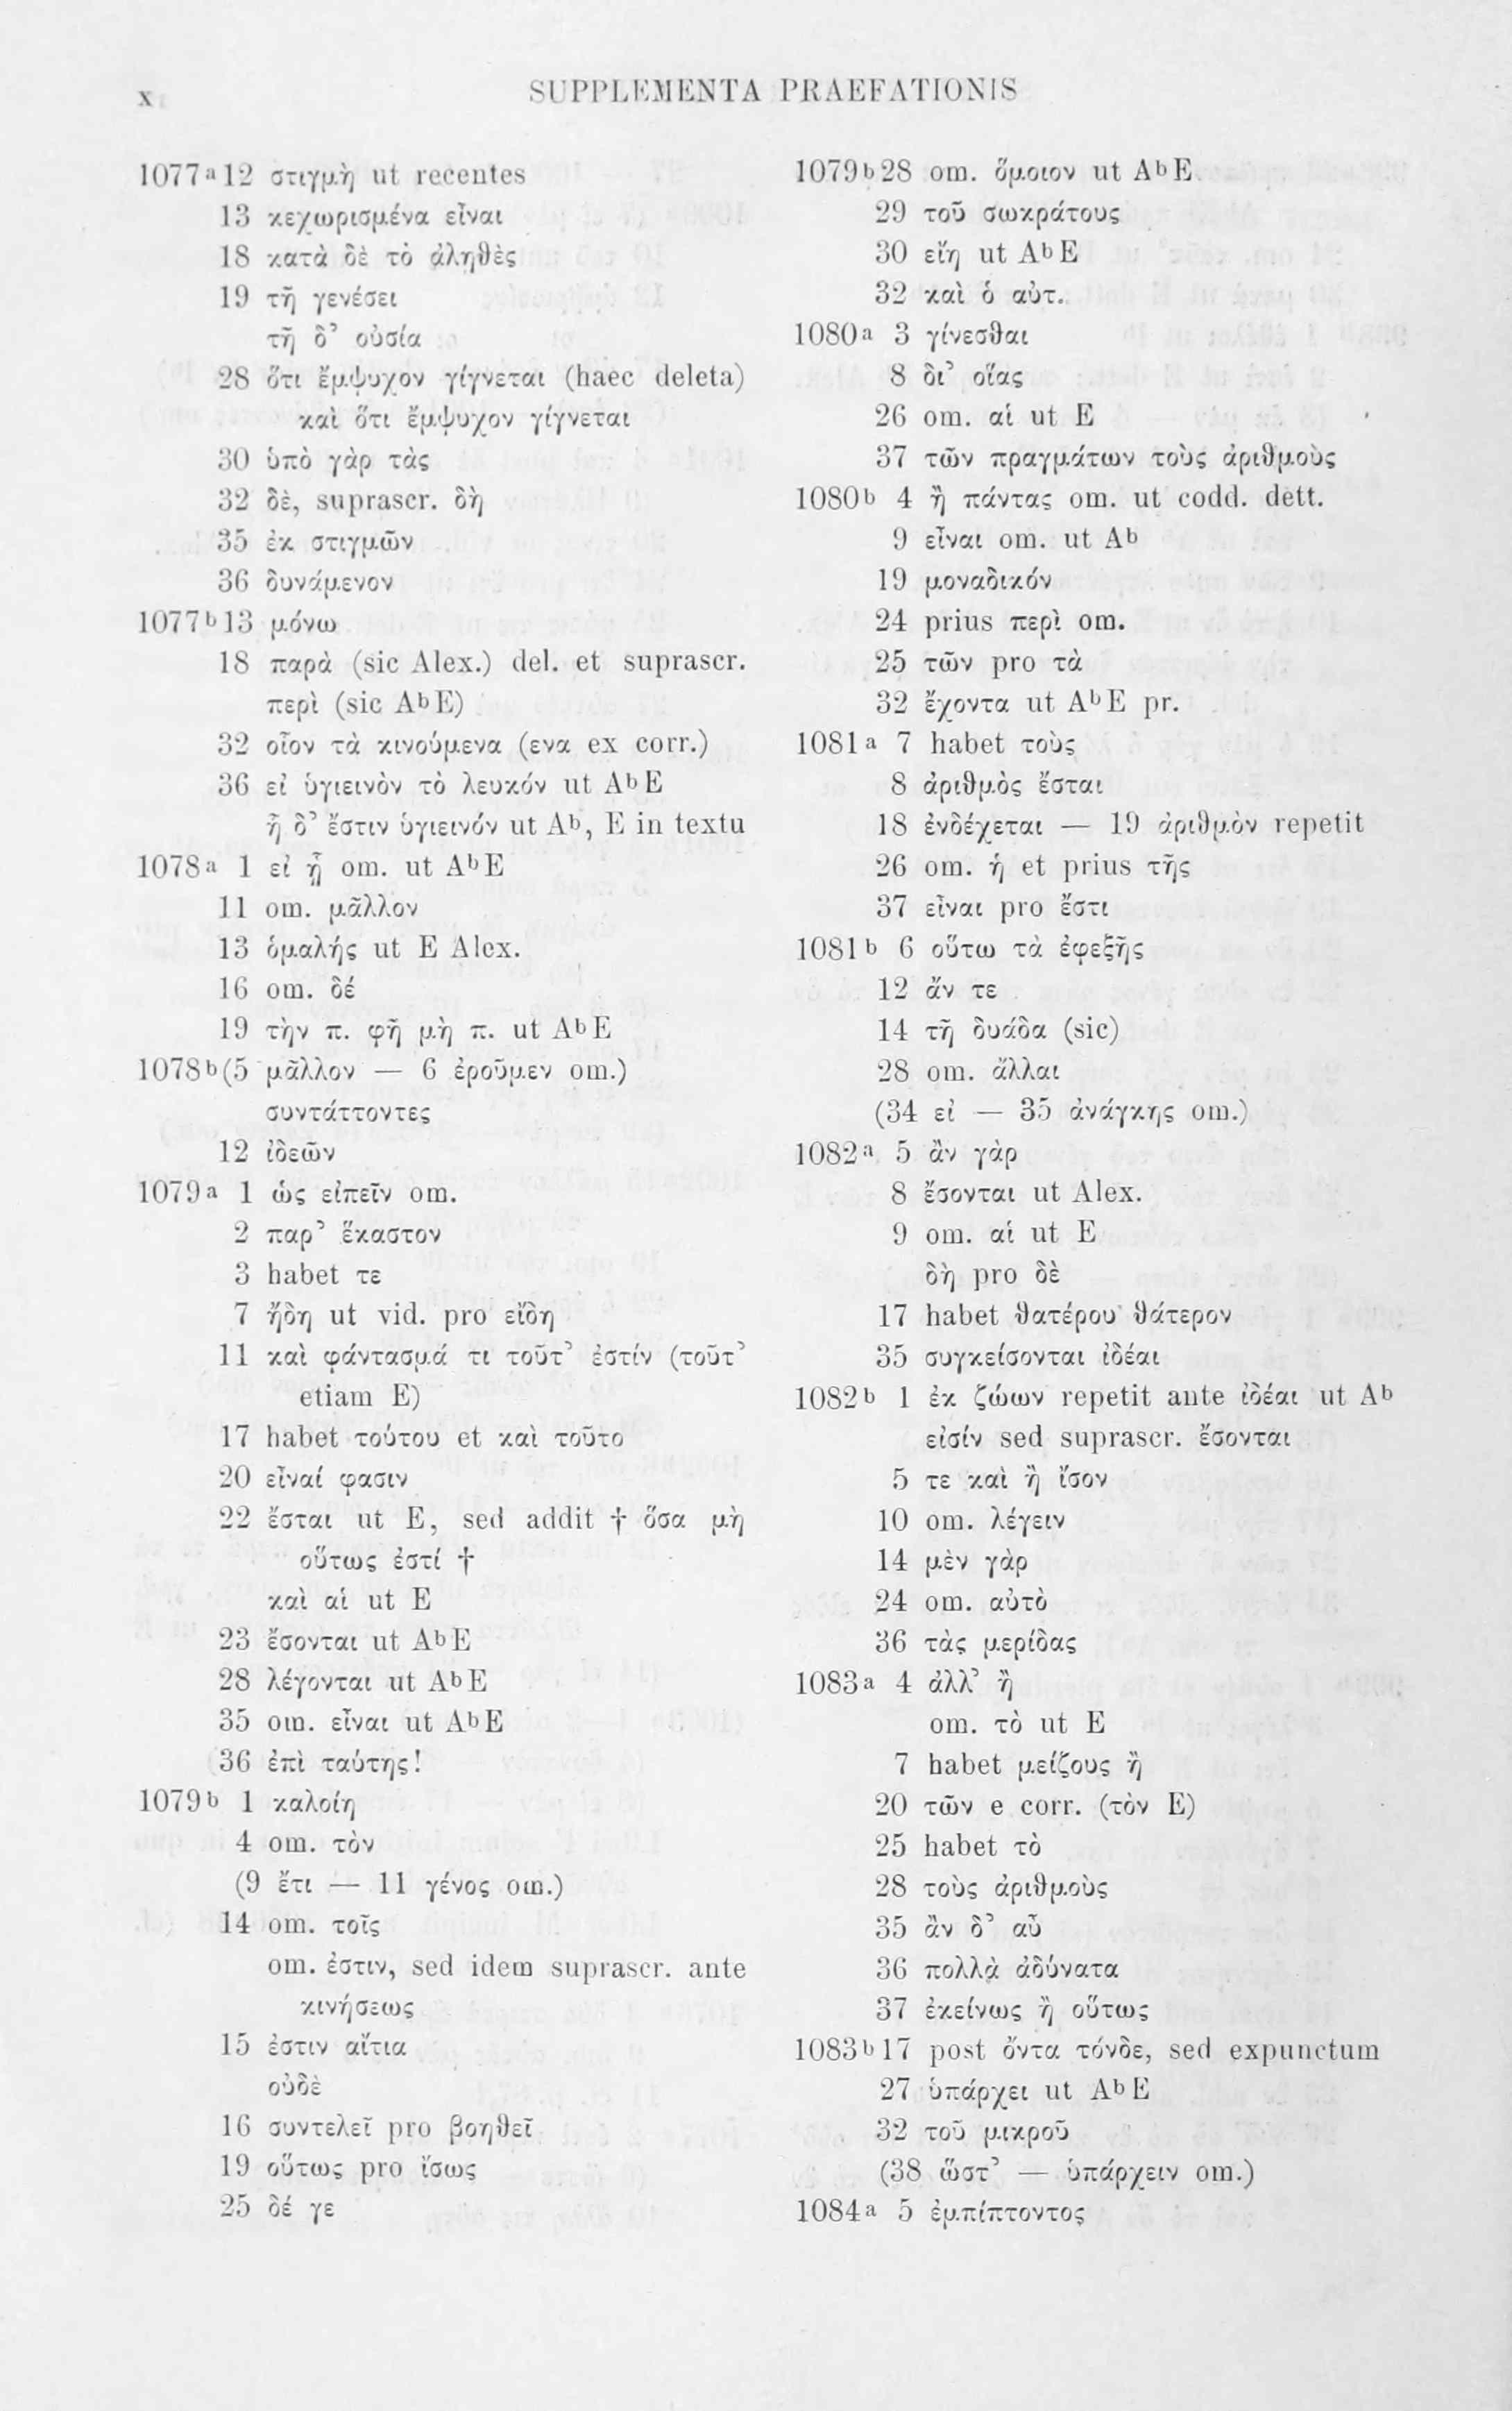 x
SUPPLEMENTA PRAEFATIONIS
1077a12 στιγμὴ ut recentes
13 κεχωρισμένα εἶναι
18 κατὰ δὲ τὸ ἀληθὲς
19 τῆ γενέσει
τῆ δ’ οὐσία
28 ὅτι ἔμψυχον γίγνεται (haec deleta)
καὶ ὅτι ἔμψυχον γίγνεται
30 ὑπὸ γὰρ τὰς
32 δὲ, suprascr. δὴ
35 ἐκ στιγμῶν
36 δυνάμενον
1077b13 μόνω
18 παρὰ (sic Alex.) del. et suprascr.
περὶ (sic AbE)
32 οἷον τὰ κινούμενα (ενα ex corr.)
36 εἰ ὑγιεινὸν τὸ λευκόν ut AbE
ἢ δ’ ἔστιν ὑγιεινόν ut Ab, E in textu
1078a 1 εἰ ᾗ om. ut AbE
11 om. μᾶλλον
13 ὁμαλής ut E Alex.
16 om. δέ
19 τὴν π. φῆ μὴ π. ut AbE
1078b(5 μᾶλλον — 6 ἐροῦμεν om.)
συντάττοντες
12 ἰδεῶν
1079a 1 ὡς εἰπεῖν om.
2 παρ’ ἕκαστον
3 habet τε
7 ἤδη ut vid. pro εἴδη
11 καὶ φάντασμά τι τοῦτ’ ἐστίν (τοῦτ’
etiam E)
17 habet τούτου et καὶ τοῦτο
20 εἶναί φασιν
22 ἔσται ut E, sed addit † ὅσα μὴ
οὕτως ἐστί †
καὶ αἱ ut E
23 ἔσονται ut AbE
28 λέγονται ut AbE
35 om. εἶναι ut AbE
36 ἐπὶ ταύτης!
1079b 1 καλοίη
4 om. τὸν
(9 ἔτι — 11 γένος om.)
14 om. τοῖς
om. ἐστιν, sed idem suprascr. ante
κινήσεως
15 ἐστιν αἴτια
οὐδὲ
16 συντελεῖ pro βοηθεῖ
19 οὕτως pro ἴσως
25 δέ γε
1079b28 om. ὅμοιον ut AbE
29 τοῦ σωκράτους
30 εἴη ut AbE
32 καὶ ὁ αὐτ.
1080a 3 γίνεσθαι
8 δι’ οἵας
26 om. αἱ ut E
37 τῶν πραγμάτων τοὺς ἀριθμοὺς
1080b 4 ἢ πάντας om. ut codd. dett.
9 εἶναι om. ut Ab
19 μοναδικόν
24 prius περὶ om.
25 τῶν pro τὰ
32 ἔχοντα ut AbE pr.
1081a 7 habet τοὺς
8 ἀριθμὸς ἔσται
18 ἐνδέχεται — 19 ἀριθμὸν repetit
26 om. ἡ et prius τῆς
37 εἶναι pro ἔστι
1081b 6 οὕτω τὰ ἐφεξῆς
12 ἄν τε
14 τῆ δυάδα (sic)
28 om. ἄλλαι
(34 εἰ — 35 ἀνάγκης om.)
1082a 5 ἂν γὰρ
8 ἔσονται ut Alex.
9 om. αἱ ut E
δὴ pro δὲ
17 habet θατέρου θάτερον
35 συγκείσονται ἰδέαι
1082b 1 ἐκ ζώων repetit ante ἰδέαι ut Ab
εἰσίν sed suprascr. ἔσονται
5 τε καὶ ἢ ἴσον
10 om. λέγειν
14 μὲν γὰρ
24 om. αὐτὸ
36 τὰς μερίδας
1083a 4 ἀλλ’ ἢ
om. τὸ ut E
7 habet μείζους ἢ
20 τῶν e corr. (τὸν E)
25 habet τὸ
28 τοὺς ἀριθμοὺς
35 ἂν δ’ αὖ
36 πολλὰ ἀδύνατα
37 ἐκείνως ἢ οὕτως
1083b17 post ὄντα τόνδε, sed expunctum
27 ὑπάρχει ut AbE
32 τοῦ μικροῦ
(38 ὥστ’ — ὑπάρχειν om.)
1084a 5 ἐμπίπτοντος